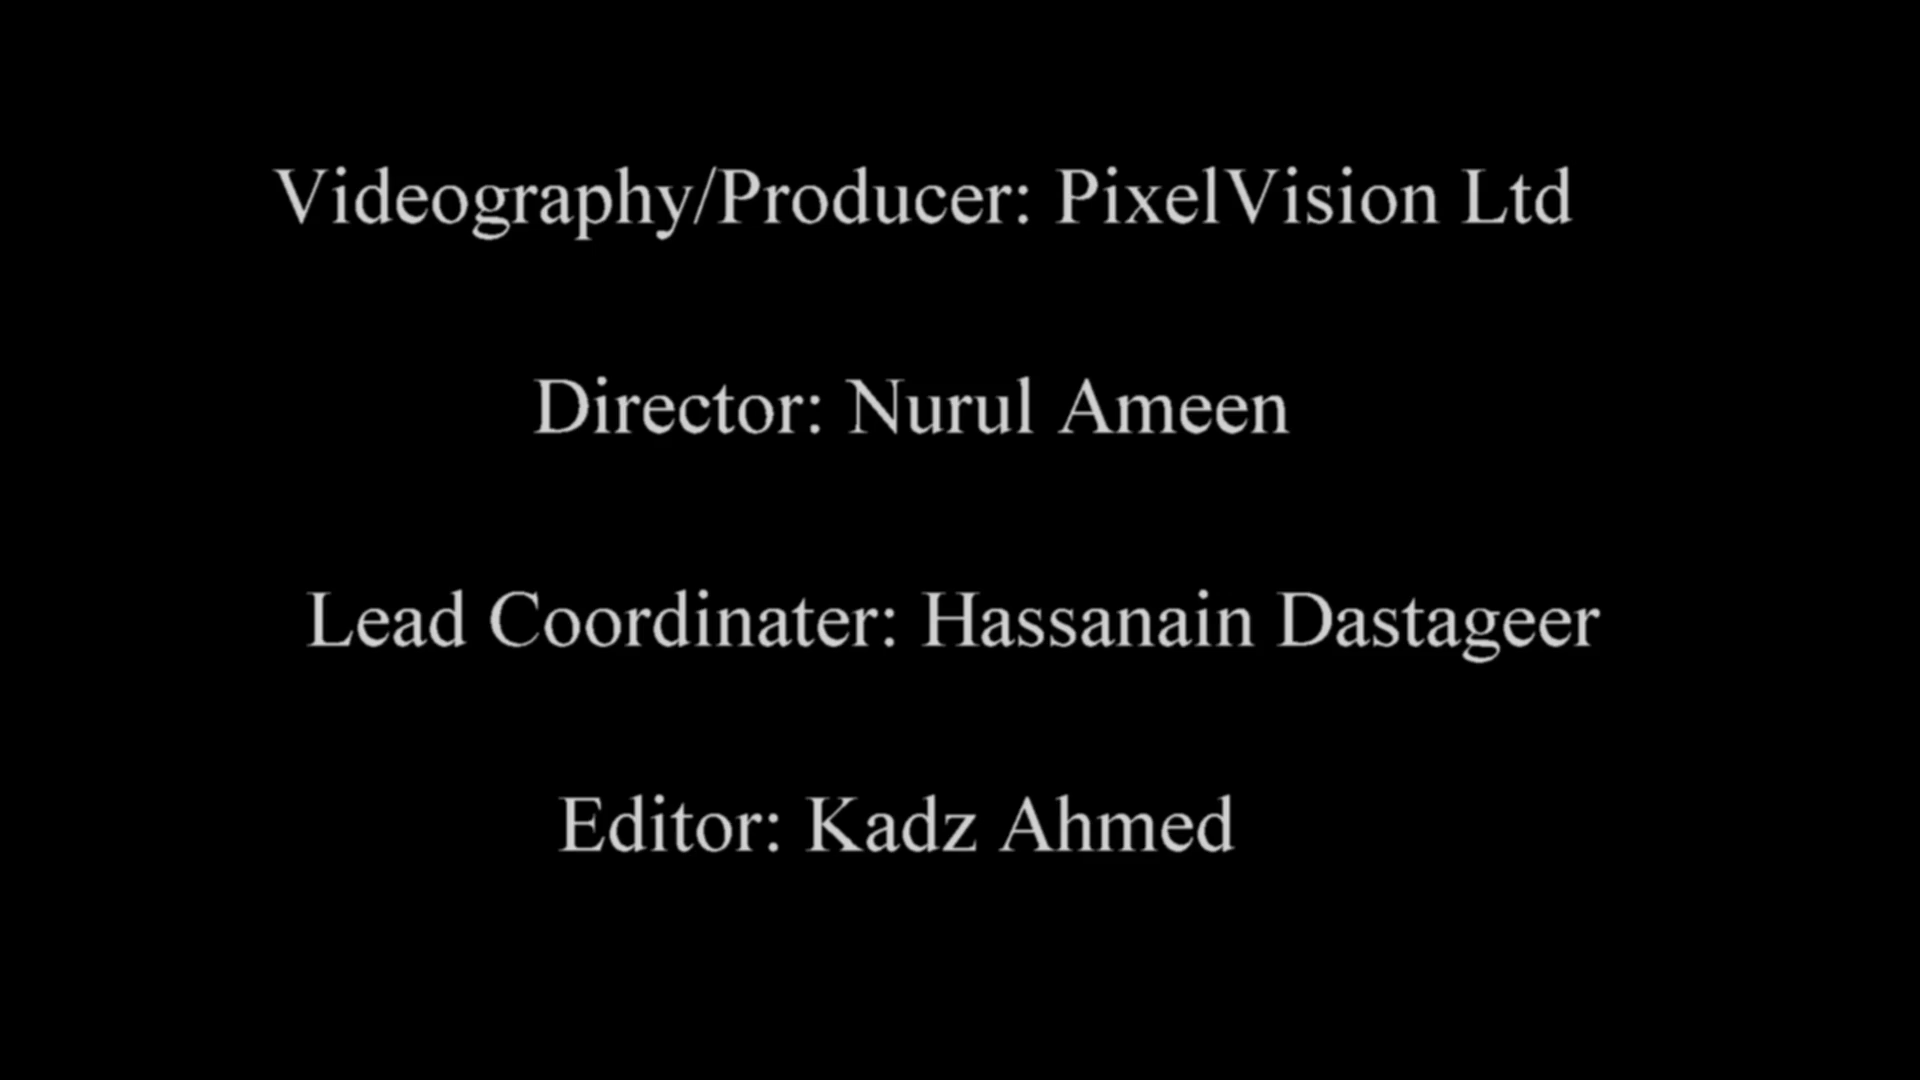 Videography/Producer: PixelVision Ltd
Director: Nurul Ameen
Lead Coordinater: Hassanain Dastageer
Editor: Kadz Ahmed